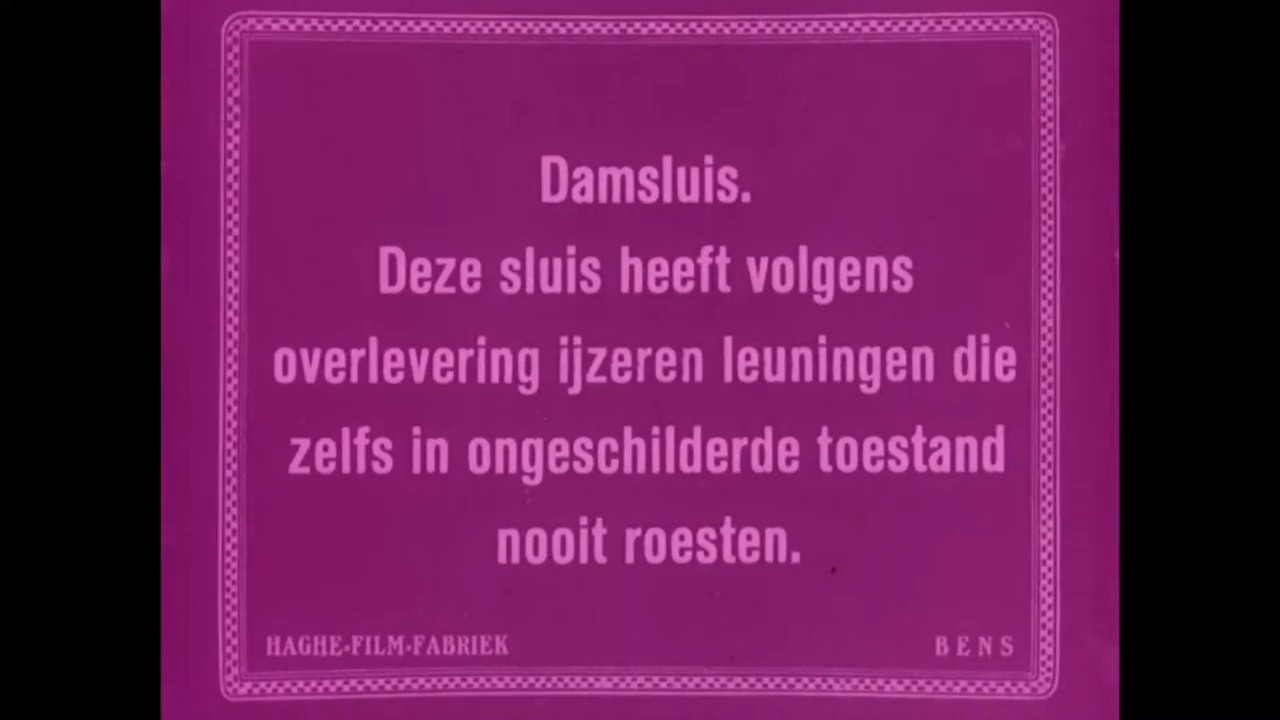 Damsluis.
Deze sluis heeft volgens
overlevering ijzeren leuningen die
zelfs in ongeschilderde toestand
nooit roesten.
HAGHE-FILM-FABRIEK
BENS